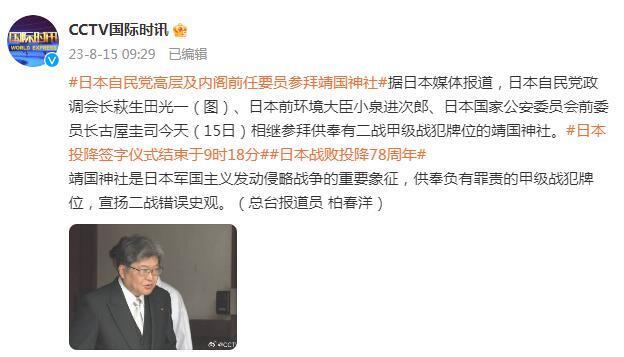 国际时讯
WORLD EXPRESS
CCTV国际时讯
23-8-15 09:29 已编辑
#日本自民党高层及内阁前任要员参拜靖国神社#据日本媒体报道，日本自民党政
调会长萩生田光一（图）、日本前环境大臣小泉进次郎、日本国家公安委员会前委
员长古屋圭司今天（15日）相继参拜供奉有二战甲级战犯牌位的靖国神社。#日本
投降签字仪式结束于9时18分##日本战败投降78周年#
靖国神社是日本军国主义发动侵略战争的重要象征，供奉负有罪责的甲级战犯牌
位，宣扬二战错误史观。（总台报道员 柏春洋）